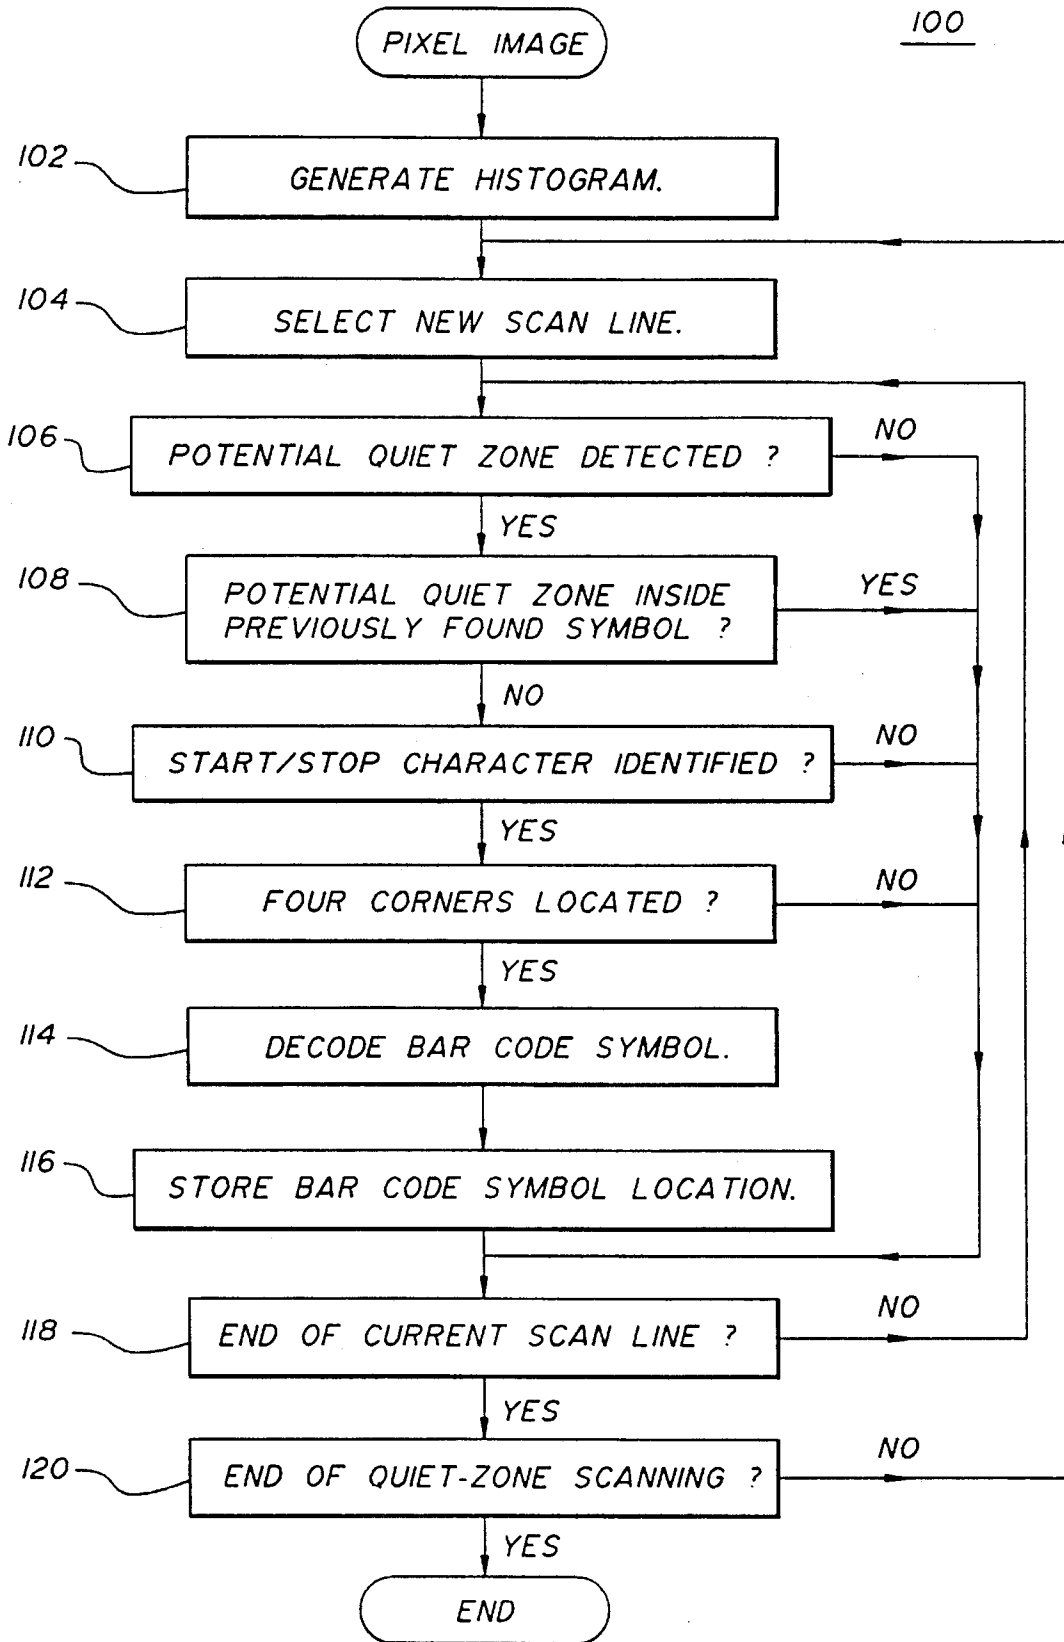 PIXEL IMAGE
100
102
GENERATE HISTOGRAM.
104
SELECT NEW SCAN LINE.
106
POTENTIAL QUIET ZONE DETECTED ?
NO
YES
108
POTENTIAL QUIET ZONE INSIDE
PREVIOUSLY FOUND SYMBOL ?
YES
NO
110
START/STOP CHARACTER IDENTIFIED ?
NO
YES
112
FOUR CORNERS LOCATED ?
NO
YES
114
DECODE BAR CODE SYMBOL.
116
STORE BAR CODE SYMBOL LOCATION.
118
END OF CURRENT SCAN LINE ?
NO
YES
120
END OF QUIET-ZONE SCANNING ?
NO
YES
END